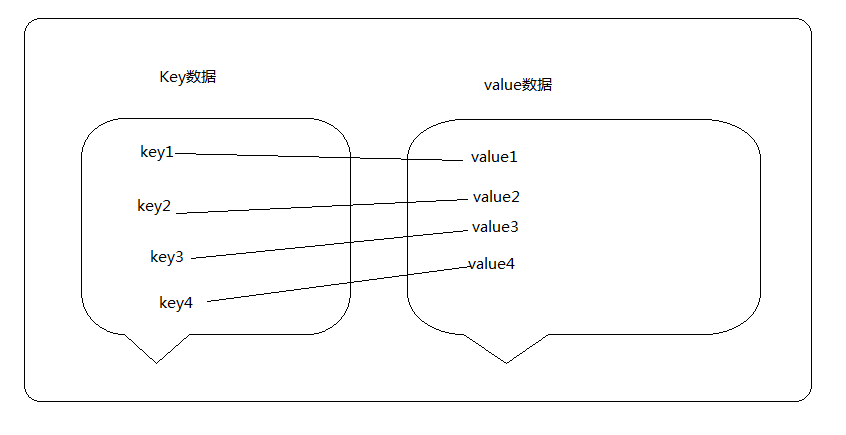 Key数据
value数据
key1
value1
key2
value2
key3
value3
key4
value4